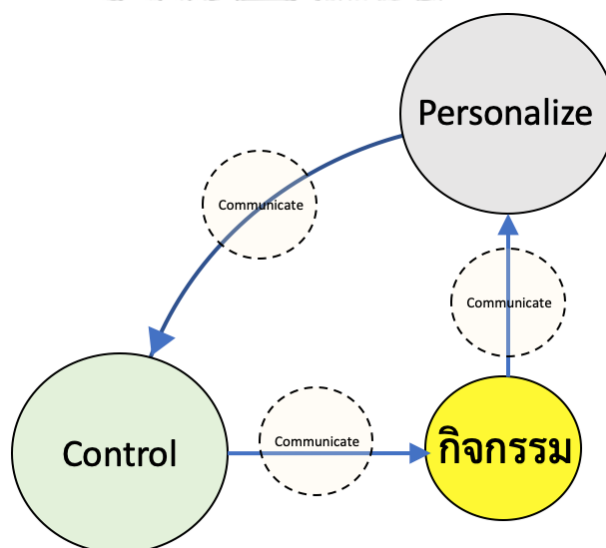 Personalize
Communicate
Communicate
Control
Communicate
กิจกรรม